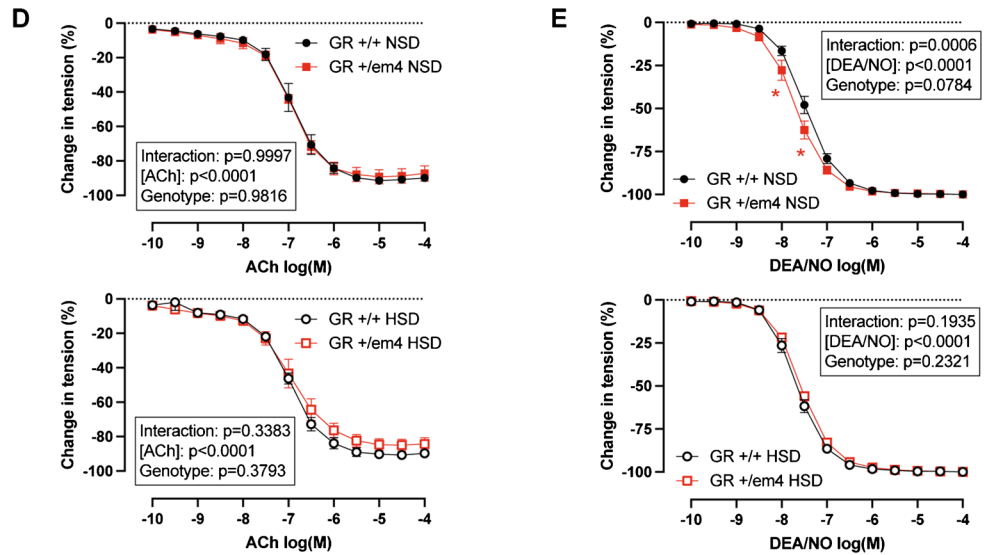 D
Change in tension (%)
0
-20
-40
-60
-80
-100
GR +/+ NSD
GR +/em4 NSD
Interaction: p=0.9997
[ACh]: p<0.0001
Genotype: p=0.9816
-10 -9 -8 -7 -6 -5 -4
ACh log(M)
E
Change in tension (%)
0
-25
-50
-75
-100
Interaction: p=0.0006
[DEA/NO]: p<0.0001
Genotype: p=0.0784
*
*
GR +/+ NSD
GR +/em4 NSD
-10 -9 -8 -7 -6 -5 -4
DEA/NO log(M)
Change in tension (%)
0
-20
-40
-60
-80
-100
GR +/+ HSD
GR +/em4 HSD
Interaction: p=0.3383
[ACh]: p<0.0001
Genotype: p=0.3793
-10 -9 -8 -7 -6 -5 -4
ACh log(M)
Change in tension (%)
0
-25
-50
-75
-100
Interaction: p=0.1935
[DEA/NO]: p<0.0001
Genotype: p=0.2321
GR +/+ HSD
GR +/em4 HSD
-10 -9 -8 -7 -6 -5 -4
DEA/NO log(M)